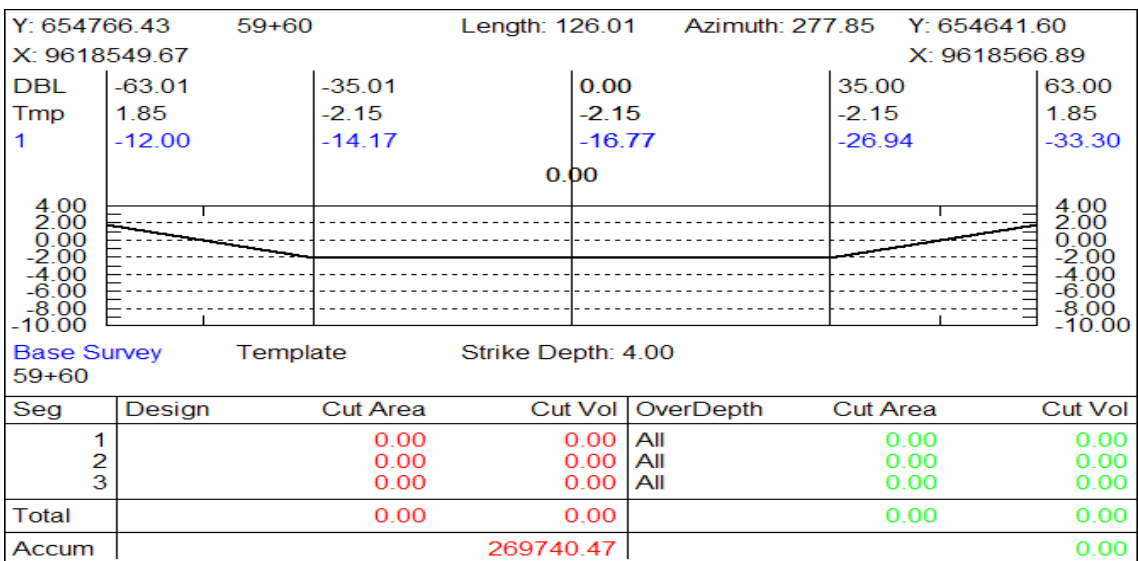 Y: 654766.43 59+60 Length: 126.01 Azimuth: 277.85 Y: 654641.60
X: 9618549.67 X: 9618566.89
DBL -63.01 -35.01 0.00 35.00 63.00
Tmp 1.85 -2.15 -2.15 -2.15 1.85
1 -12.00 -14.17 -16.77 -26.94 -33.30
0.00
4.00 4.00
2.00 2.00
0.00 0.00
-2.00 -2.00
-4.00 -4.00
-6.00 -6.00
-8.00 -8.00
-10.00 -10.00
Base Survey Template Strike Depth: 4.00
59+60
Seg Design Cut Area Cut Vol OverDepth Cut Area Cut Vol
1 0.00 0.00 All 0.00 0.00
2 0.00 0.00 All 0.00 0.00
3 0.00 0.00 All 0.00 0.00
Total 0.00 0.00 0.00 0.00
Accum 269740.47 0.00